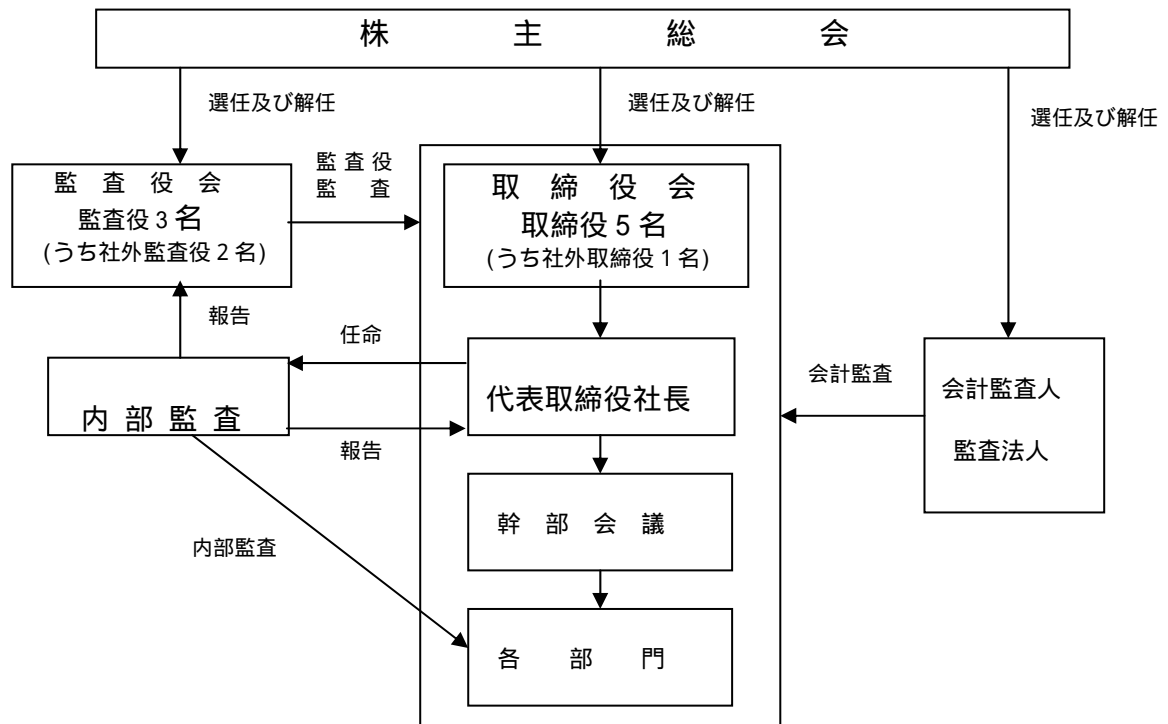 株主総会
選任及び解任
選任及び解任
選任及び解任
監査役会
監査役3名
(うち社外監査役2名)
監査役
監査
取締役会
取締役5名
(うち社外取締役1名)
報告
任命
内部監査
報告
代表取締役社長
会計監査
会計監査人
監査法人
幹部会議
内部監査
各部門